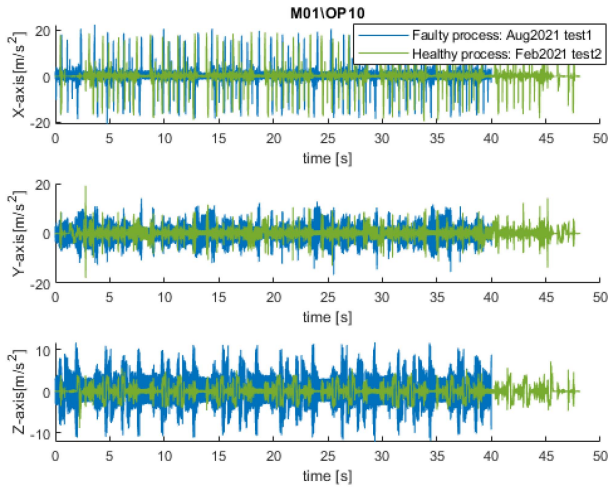 M01\OP10
Faulty process: Aug2021 test1
Healthy process: Feb2021 test2
X-axis[m/s²]
20
0
-20
0 5 10 15 20 25 30 35 40 45 50
time [s]
Y-axis[m/s²]
20
0
-20
0 5 10 15 20 25 30 35 40 45 50
time [s]
Z-axis[m/s²]
10
0
-10
0 5 10 15 20 25 30 35 40 45 50
time [s]